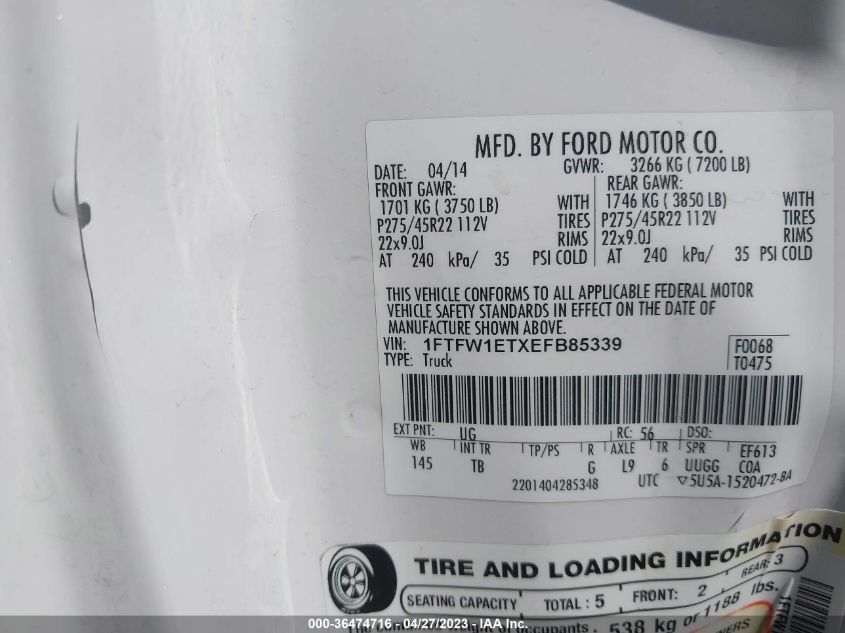 MFD. BY FORD MOTOR CO.
DATE: 04/14 GVWR: 3266 KG ( 7200 LB)
FRONT GAWR: REAR GAWR:
1701 KG ( 3750 LB) WITH 1746 KG ( 3850 LB) WITH
P275/45R22 112V TIRES P275/45R22 112V TIRES
22x9.0J RIMS 22x9.0J RIMS
AT 240 kPa/ 35 PSI COLD AT 240 kPa/ 35 PSI COLD
THIS VEHICLE CONFORMS TO ALL APPLICABLE FEDERAL MOTOR
VEHICLE SAFETY STANDARDS IN EFFECT ON THE DATE OF
MANUFACTURE SHOWN ABOVE.
VIN: 1FTFW1ETXEFB85339 F0068
TYPE: Truck T0475
EXT PNT: UG RC: 56 DSO:
WB INT TR TP/PS R AXLE TR SPR EF613
145 TB G L9 6 UUGG COA
2201404285348 UTC ▽5U5A-1520472-BA
TIRE AND LOADING INFORMATION
SEATING CAPACITY TOTAL: 5 FRONT: 2 REAR: 3
The combined weight of occupants 538 kg or 1188 lbs.
000-36474716 - 04/27/2023 - IAA Inc.